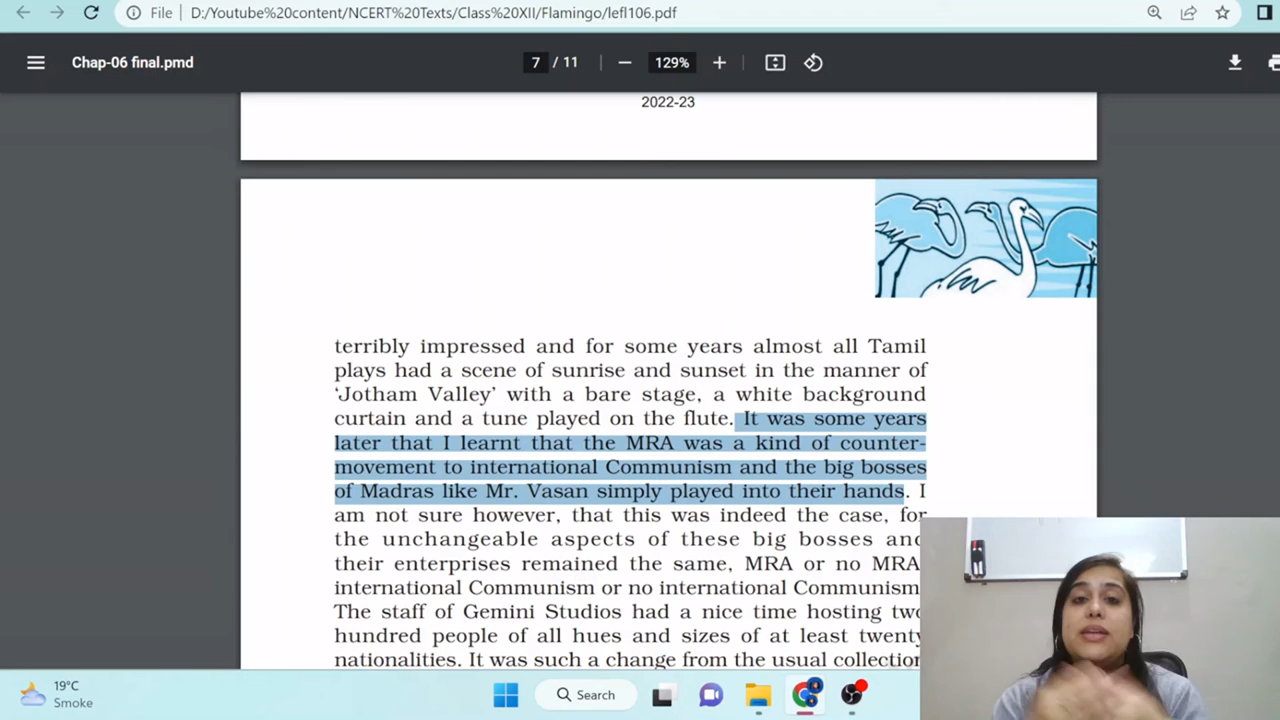 File D:/Youtube%20content/NCERT%20Texts/Class%20XII/Flamingo/lefl106.pdf
Chap-06 final.pmd
7 / 11
129%
2022-23
terribly impressed and for some years almost all Tamil
plays had a scene of sunrise and sunset in the manner of
‘Jotham Valley’ with a bare stage, a white background
curtain and a tune played on the flute. It was some years
later that I learnt that the MRA was a kind of counter-
movement to international Communism and the big bosses
of Madras like Mr. Vasan simply played into their hands. I
am not sure however, that this was indeed the case, for
the unchangeable aspects of these big bosses and
their enterprises remained the same, MRA or no MRA
international Communism or no international Communism
The staff of Gemini Studios had a nice time hosting two
hundred people of all hues and sizes of at least twenty
nationalities. It was such a change from the usual collection
19°C
Smoke
Search